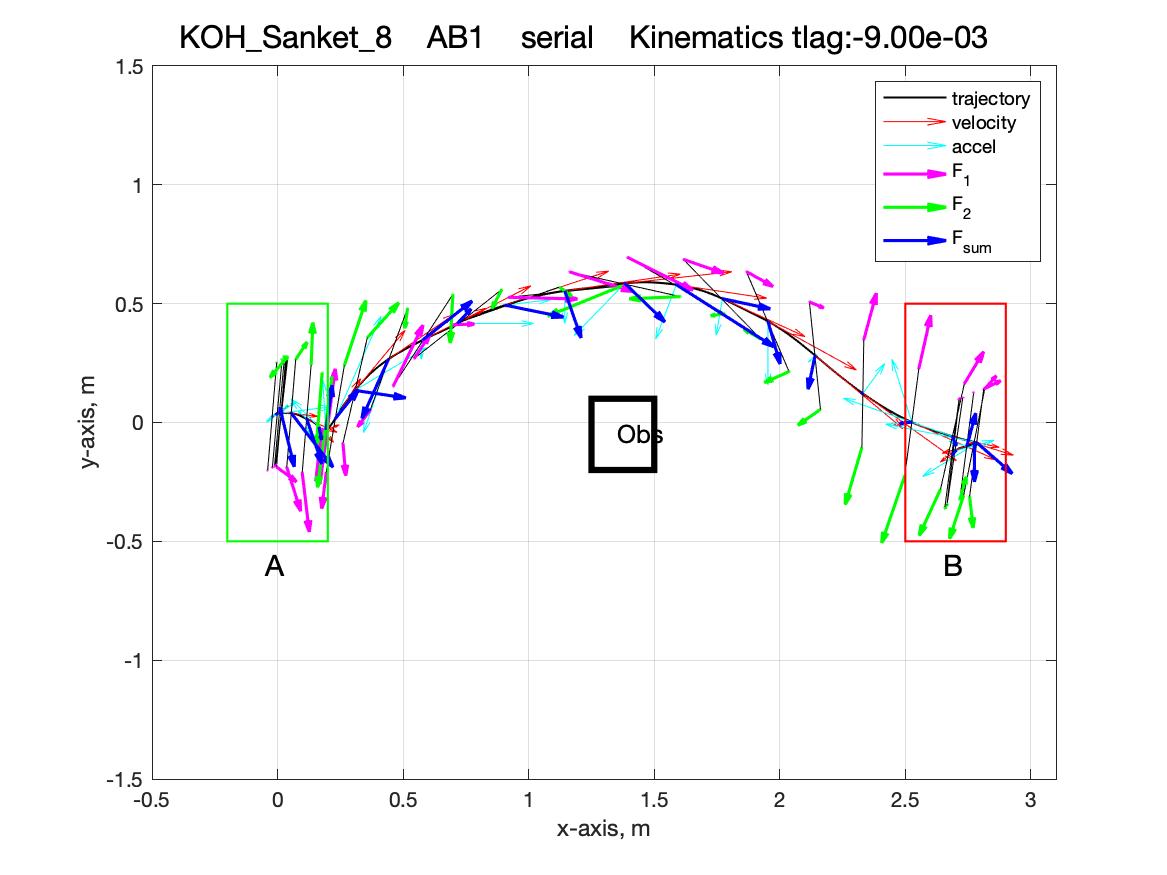 KOH_Sanket_8 AB1 serial Kinematics tlag:-9.00e-03
1.5
1
0.5
0
-0.5
-1
-1.5
y-axis, m
trajectory
velocity
accel
F1
F2
Fsum
Obs
A
B
-0.5 0 0.5 1 1.5 2 2.5 3
x-axis, m